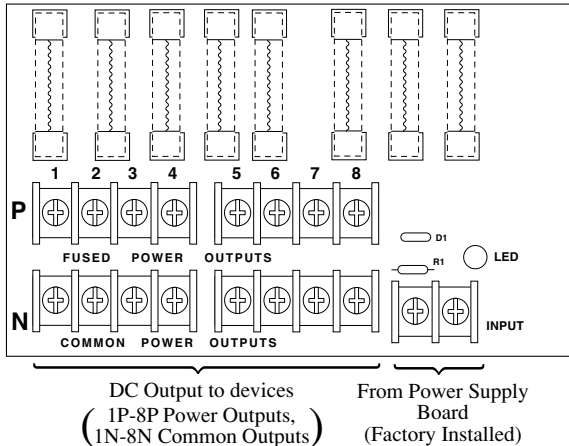 1 2 3 4 5 6 7 8
P
FUSED POWER OUTPUTS
D1
LED
R1
N
COMMON POWER OUTPUTS
INPUT
DC Output to devices
(1P-8P Power Outputs,
1N-8N Common Outputs)
From Power Supply
Board
(Factory Installed)